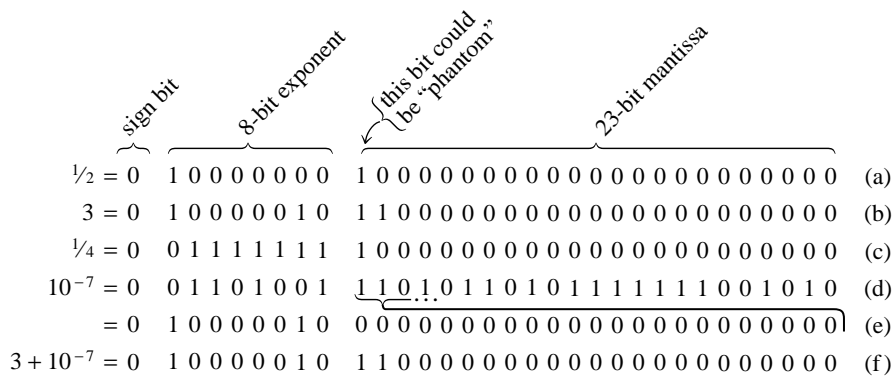 sign bit
8-bit exponent
this bit could
be “phantom”
23-bit mantissa
½ = 0 1 0 0 0 0 0 0 0 1 0 0 0 0 0 0 0 0 0 0 0 0 0 0 0 0 0 0 0 0 0 0 (a)
3 = 0 1 0 0 0 0 0 1 0 1 1 0 0 0 0 0 0 0 0 0 0 0 0 0 0 0 0 0 0 0 0 0 (b)
¼ = 0 0 1 1 1 1 1 1 1 1 0 0 0 0 0 0 0 0 0 0 0 0 0 0 0 0 0 0 0 0 0 0 (c)
10⁻⁷ = 0 0 1 1 0 1 0 0 1 1 1 0 1 0 1 1 0 1 0 1 1 1 1 1 1 1 0 0 1 0 1 0 (d)
...
= 0 1 0 0 0 0 0 1 0 0 0 0 0 0 0 0 0 0 0 0 0 0 0 0 0 0 0 0 0 0 0 0 (e)
3 + 10⁻⁷ = 0 1 0 0 0 0 0 1 0 1 1 0 0 0 0 0 0 0 0 0 0 0 0 0 0 0 0 0 0 0 0 0 (f)